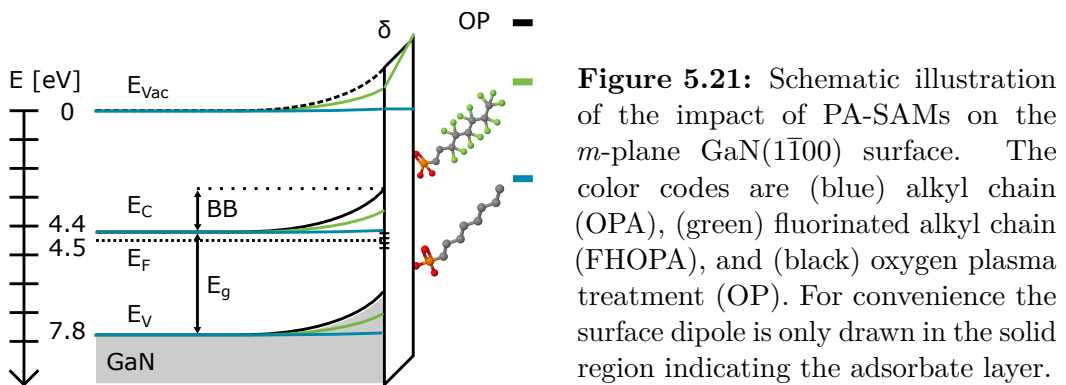 OP
δ
E [eV]
E_Vac
0
E_C
BB
4.4
4.5
E_F
E_g
E_V
7.8
GaN
Figure 5.21: Schematic illustration
of the impact of PA-SAMs on the
m-plane GaN(11̅00) surface. The
color codes are (blue) alkyl chain
(OPA), (green) fluorinated alkyl chain
(FHOPA), and (black) oxygen plasma
treatment (OP). For convenience the
surface dipole is only drawn in the solid
region indicating the adsorbate layer.